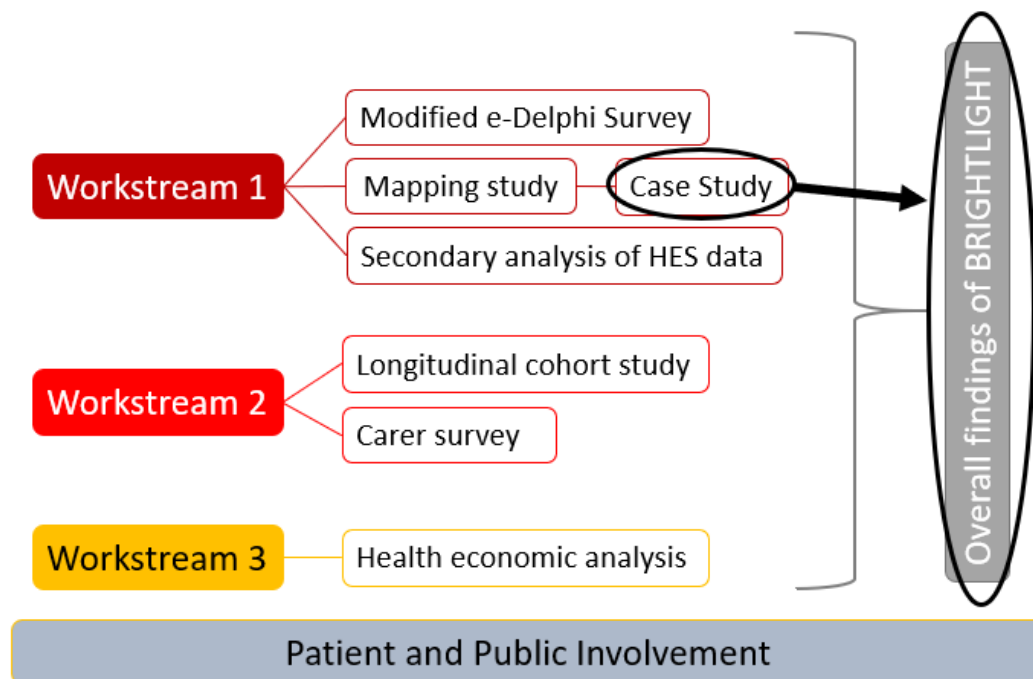 Workstream 1
Modified e-Delphi Survey
Mapping study
Case Study
Secondary analysis of HES data
Workstream 2
Longitudinal cohort study
Carer survey
Workstream 3
Health economic analysis
Overall findings of BRIGHTLIGHT
Patient and Public Involvement